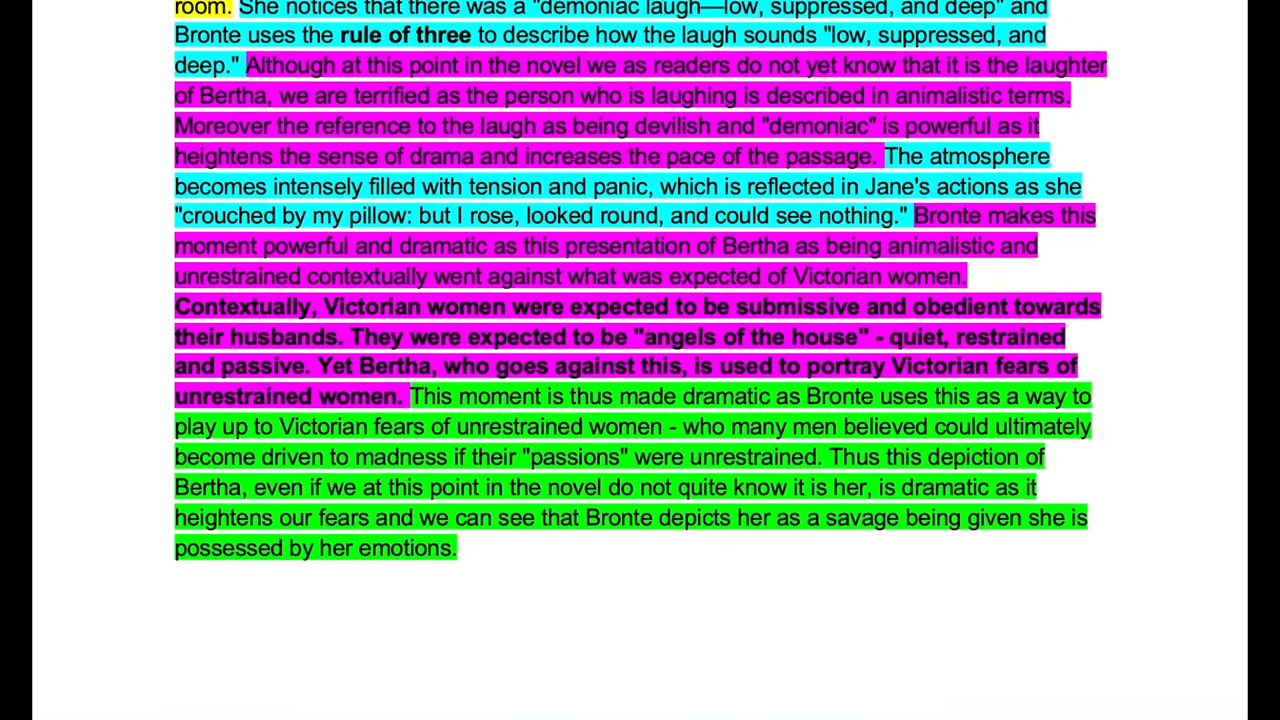 room. She notices that there was a "demoniac laugh—low, suppressed, and deep" and
Bronte uses the rule of three to describe how the laugh sounds "low, suppressed, and
deep." Although at this point in the novel we as readers do not yet know that it is the laughter
of Bertha, we are terrified as the person who is laughing is described in animalistic terms.
Moreover the reference to the laugh as being devilish and "demoniac" is powerful as it
heightens the sense of drama and increases the pace of the passage. The atmosphere
becomes intensely filled with tension and panic, which is reflected in Jane's actions as she
"crouched by my pillow: but I rose, looked round, and could see nothing." Bronte makes this
moment powerful and dramatic as this presentation of Bertha as being animalistic and
unrestrained contextually went against what was expected of Victorian women.
Contextually, Victorian women were expected to be submissive and obedient towards
their husbands. They were expected to be "angels of the house" - quiet, restrained
and passive. Yet Bertha, who goes against this, is used to portray Victorian fears of
unrestrained women. This moment is thus made dramatic as Bronte uses this as a way to
play up to Victorian fears of unrestrained women - who many men believed could ultimately
become driven to madness if their "passions" were unrestrained. Thus this depiction of
Bertha, even if we at this point in the novel do not quite know it is her, is dramatic as it
heightens our fears and we can see that Bronte depicts her as a savage being given she is
possessed by her emotions.